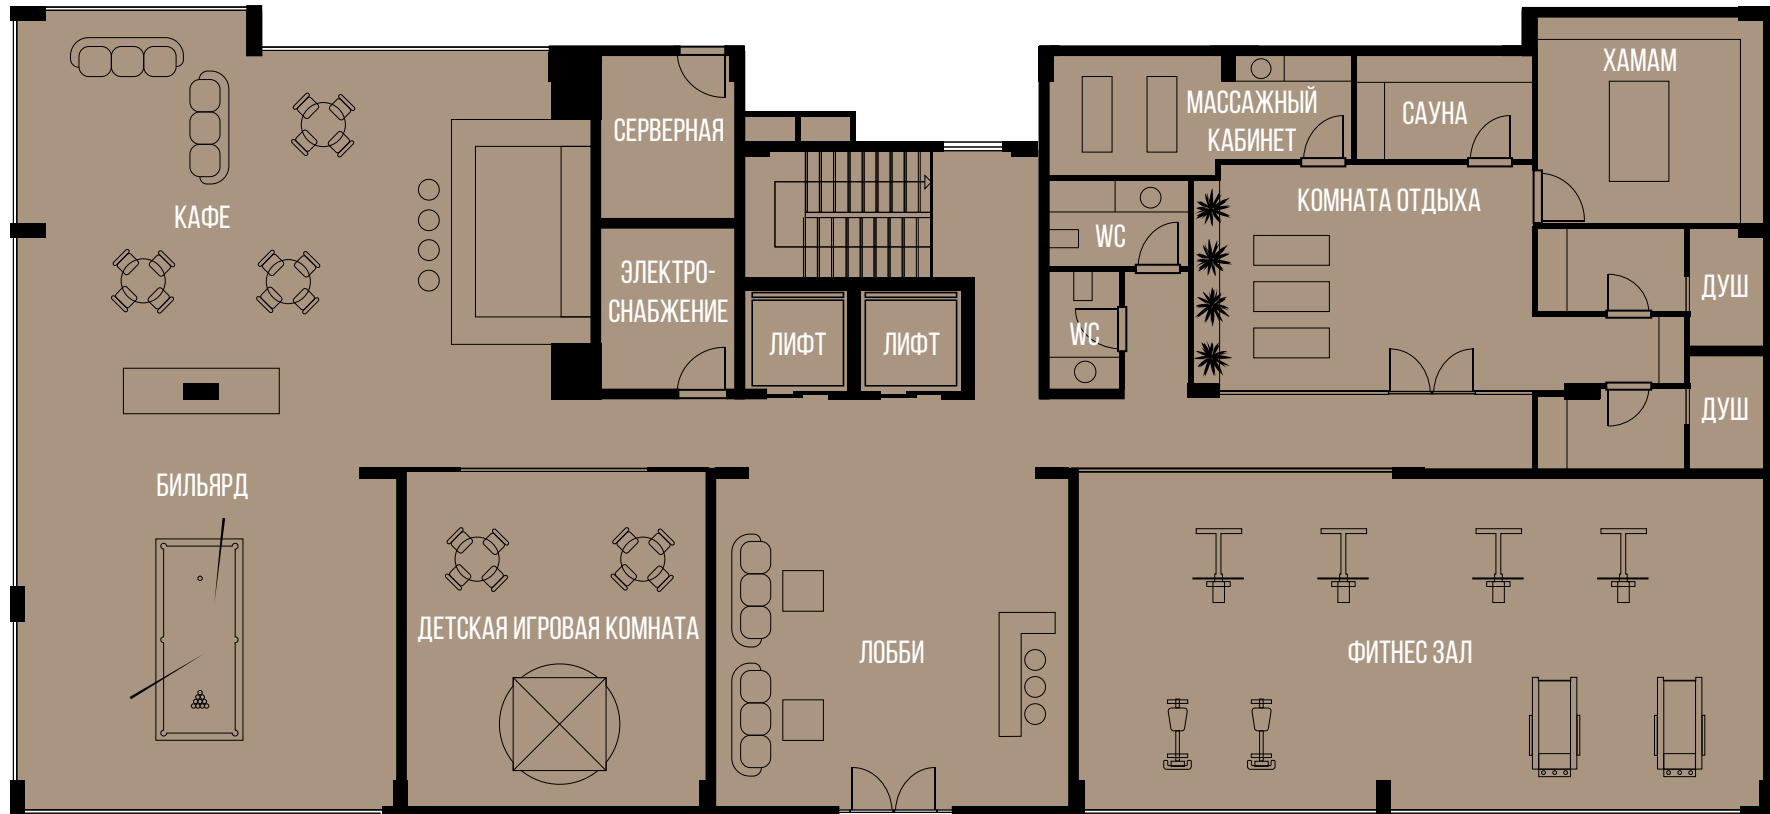 ХАМАМ
МАССАЖНЫЙ
КАБИНЕТ
САУНА
СЕРВЕРНАЯ
КОМНАТА ОТДЫХА
КАФЕ
WC
ЭЛЕКТРО-
СНАБЖЕНИЕ
ДУШ
ЛИФТ
ЛИФТ
WC
ДУШ
БИЛЬЯРД
ДЕТСКАЯ ИГРОВАЯ КОМНАТА
ЛОББИ
ФИТНЕС ЗАЛ